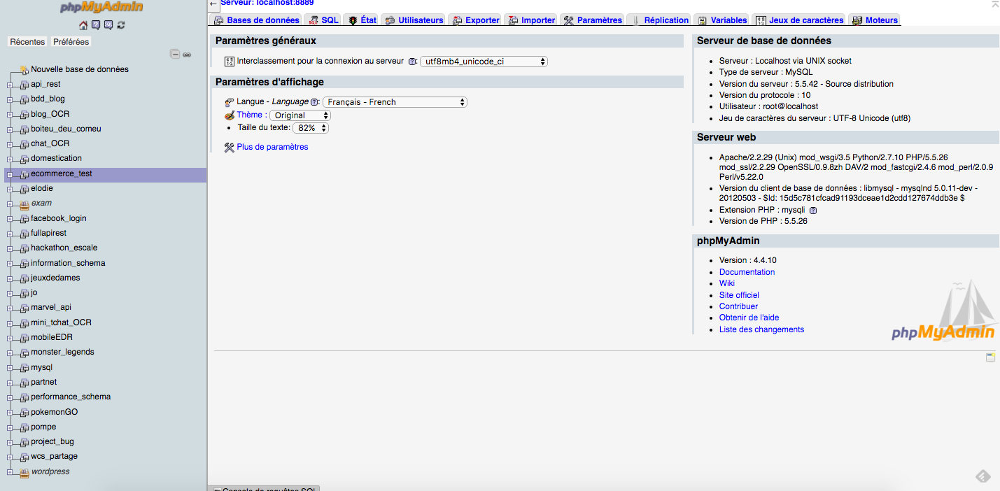 phpMyAdmin
Récentes Préférées
Nouvelle base de données
api_rest
bdd_blog
blog_OCR
boiteu_deu_comeu
chat_OCR
domestication
ecommerce_test
elodie
exam
facebook_login
fullapirest
hackathon_escale
information_schema
jeuxdedames
jo
marvel_api
mini_tchat_OCR
mobileEDR
monster_legends
mysql
partnet
performance_schema
pokemonGO
pompe
project_bug
wcs_partage
wordpress
Serveur: localhost:8889
Bases de données SQL État Utilisateurs Exporter Importer Paramètres Réplication Variables Jeux de caractères Moteurs
Paramètres généraux
Interclassement pour la connexion au serveur : utf8mb4_unicode_ci
Paramètres d'affichage
Langue - Language : Français - French
Thème : Original
Taille du texte: 82%
Plus de paramètres
Serveur de base de données
Serveur : Localhost via UNIX socket
Type de serveur : MySQL
Version du serveur : 5.5.42 - Source distribution
Version du protocole : 10
Utilisateur : root@localhost
Jeu de caractères du serveur : UTF-8 Unicode (utf8)
Serveur web
Apache/2.2.29 (Unix) mod_wsgi/3.5 Python/2.7.10 PHP/5.5.26
mod_ssl/2.2.29 OpenSSL/0.9.8zh DAV/2 mod_fastcgi/2.4.6 mod_perl/2.0.9
Perl/v5.22.0
Version du client de base de données : libmysql - mysqlnd 5.0.11-dev -
20120503 - $Id: 15d5c781cfcad91193dceae1d2cdd127674ddb3e $
Extension PHP : mysqli
Version de PHP : 5.5.26
phpMyAdmin
Version : 4.4.10
Documentation
Wiki
Site officiel
Contribuer
Obtenir de l'aide
Liste des changements
phpMyAdmin
Console de requêtes SQL